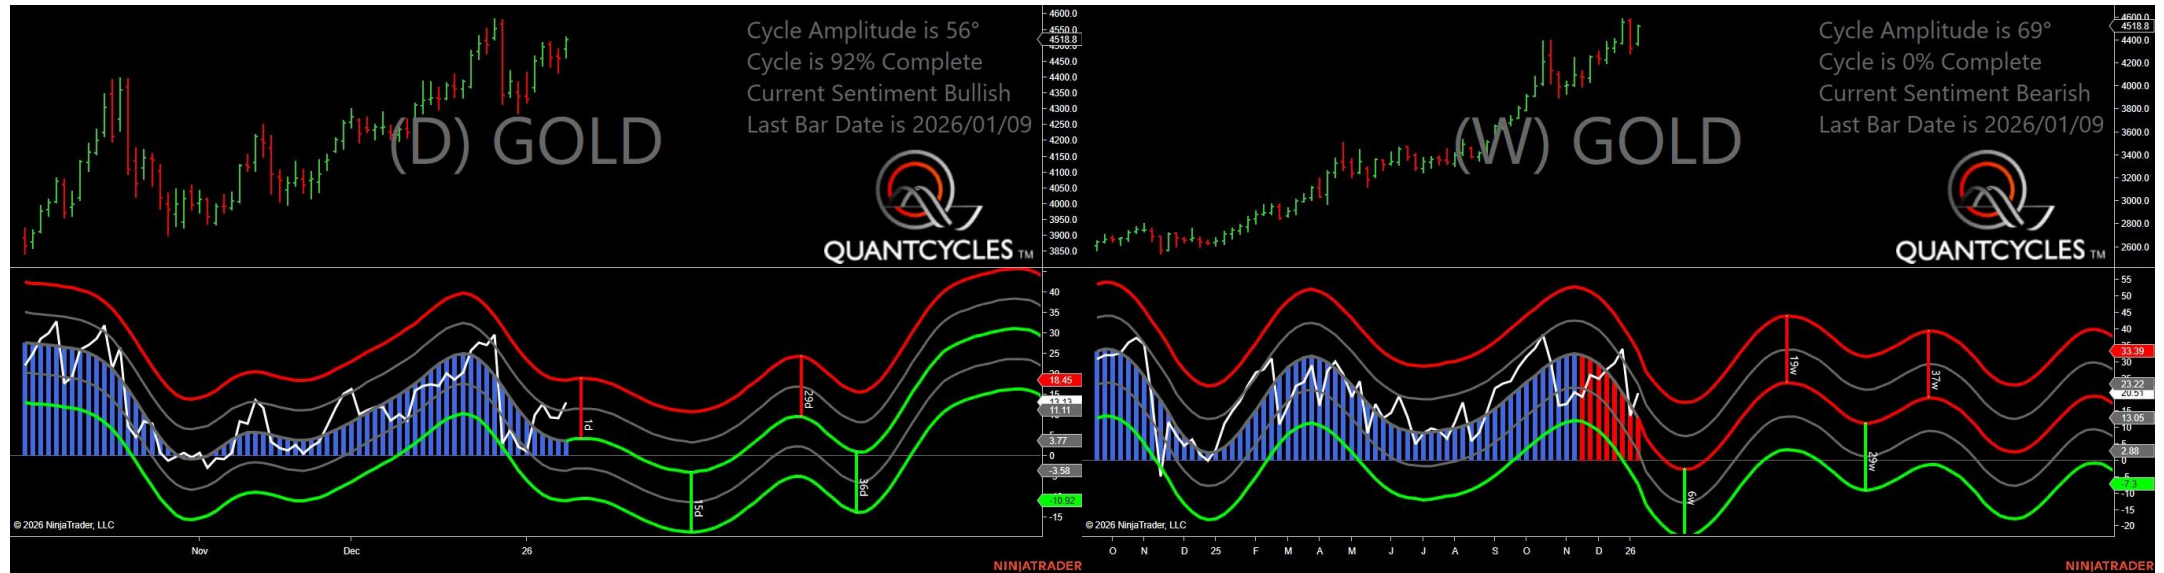 Cycle Amplitude is 56°
Cycle is 92% Complete
Current Sentiment Bullish
Last Bar Date is 2026/01/09
(D) GOLD
QUANTCYCLES TM
4600.0
4550.0
4518.8
4450.0
4400.0
4350.0
4300.0
4250.0
4200.0
4150.0
4100.0
4050.0
4000.0
3950.0
3900.0
3850.0
40
35
30
25
18.45
13.13
11.11
3.77
0
-3.58
-10.92
-15
1d
15d
29d
36d
© 2026 NinjaTrader, LLC
Nov
Dec
26
NINJATRADER
Cycle Amplitude is 69°
Cycle is 0% Complete
Current Sentiment Bearish
Last Bar Date is 2026/01/09
(W) GOLD
QUANTCYCLES TM
4600.0
4518.8
4400.0
4200.0
4000.0
3800.0
3600.0
3400.0
3200.0
3000.0
2800.0
2600.0
55
50
45
40
33.39
30
23.22
20.51
13.05
10
2.88
0
-7.3
-10
-15
-20
6w
19w
29w
37w
© 2026 NinjaTrader, LLC
O
N
D
25
F
M
A
M
J
J
A
S
O
N
D
26
NINJATRADER